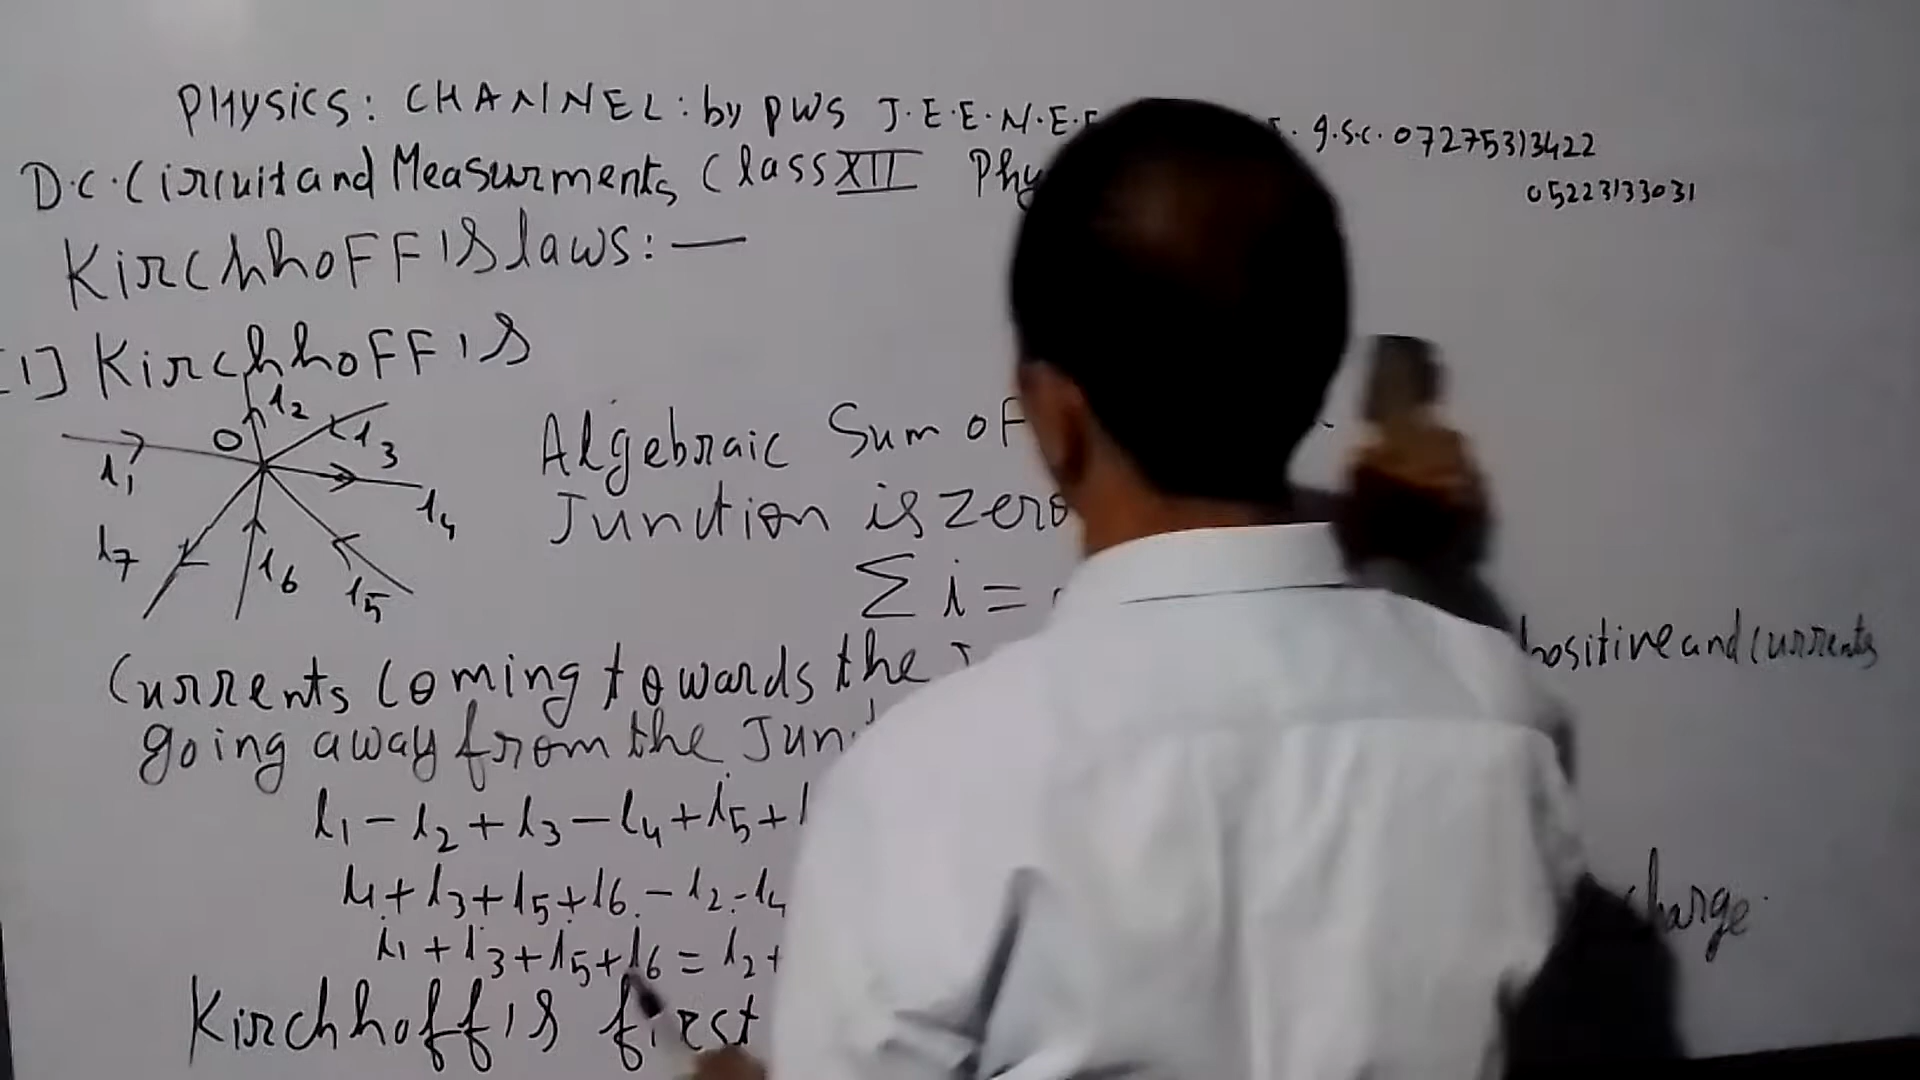 PHYSICS: CHANNEL: by PWS J.E.E.N.E.E g.s.c. 07275313422
05223133031
D.C. Circuit and Measurments Class XII Phy
Kirchhoff's laws:—
[1] Kirchhoff's
Algebraic Sum of
Junction is zero
Σ i =
O i₁ i₂ i₃ i₄ i₅ i₆ i₇
Currents coming towards the J positive and currents
going away from the Jun
i₁ - i₂ + i₃ - i₄ + i₅ + i
i₁ + i₃ + i₅ + i₆ - i₂ - i₄ charge.
i₁ + i₃ + i₅ + i₆ = i₂ +
Kirchhoff's first